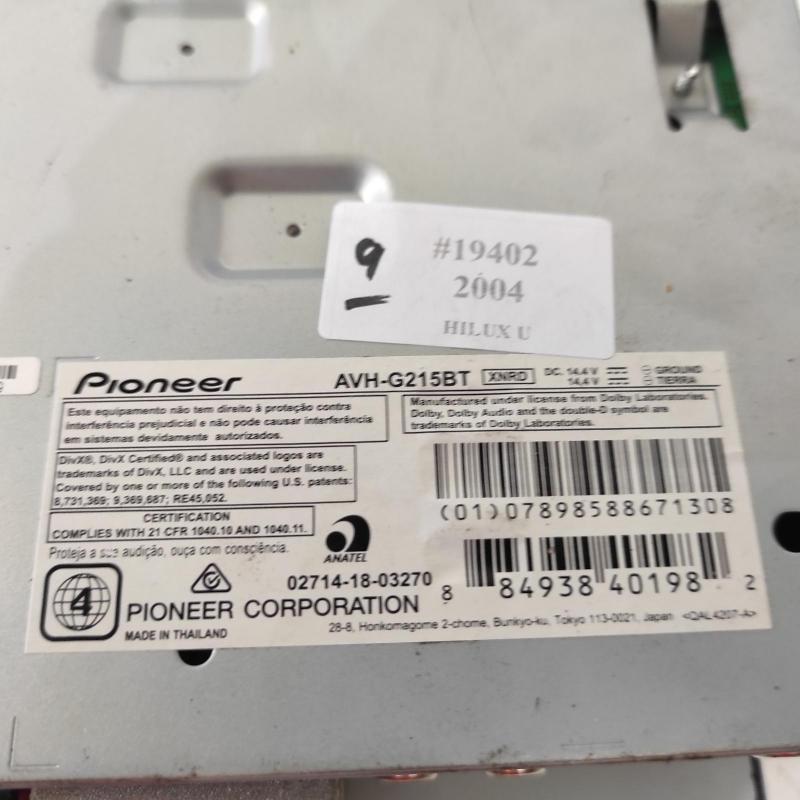 9
#19402
2004
HILUX U
Pioneer
AVH-G215BT XNRD DC. 14.4 V GROUND
14.4 V TIERRA
Este equipamento não tem direito à proteção contra
interferência prejudicial e não pode causar interferência
em sistemas devidamente autorizados.
Manufactured under license from Dolby Laboratories.
Dolby, Dolby Audio and the double-D symbol are
trademarks of Dolby Laboratories.
DivX®, DivX Certified® and associated logos are
trademarks of DivX, LLC and are used under license.
Covered by one or more of the following U.S. patents:
8,731,369; 9,369,687; RE45,052.
(01)07898588671308
CERTIFICATION
COMPLIES WITH 21 CFR 1040.10 AND 1040.11.
Proteja a sua audição, ouça com consciência.
ANATEL
02714-18-03270
8 84938 40198 2
4
PIONEER CORPORATION
MADE IN THAILAND
28-8, Honkomagome 2-chome, Bunkyo-ku, Tokyo 113-0021, Japan <QAL4207-A>